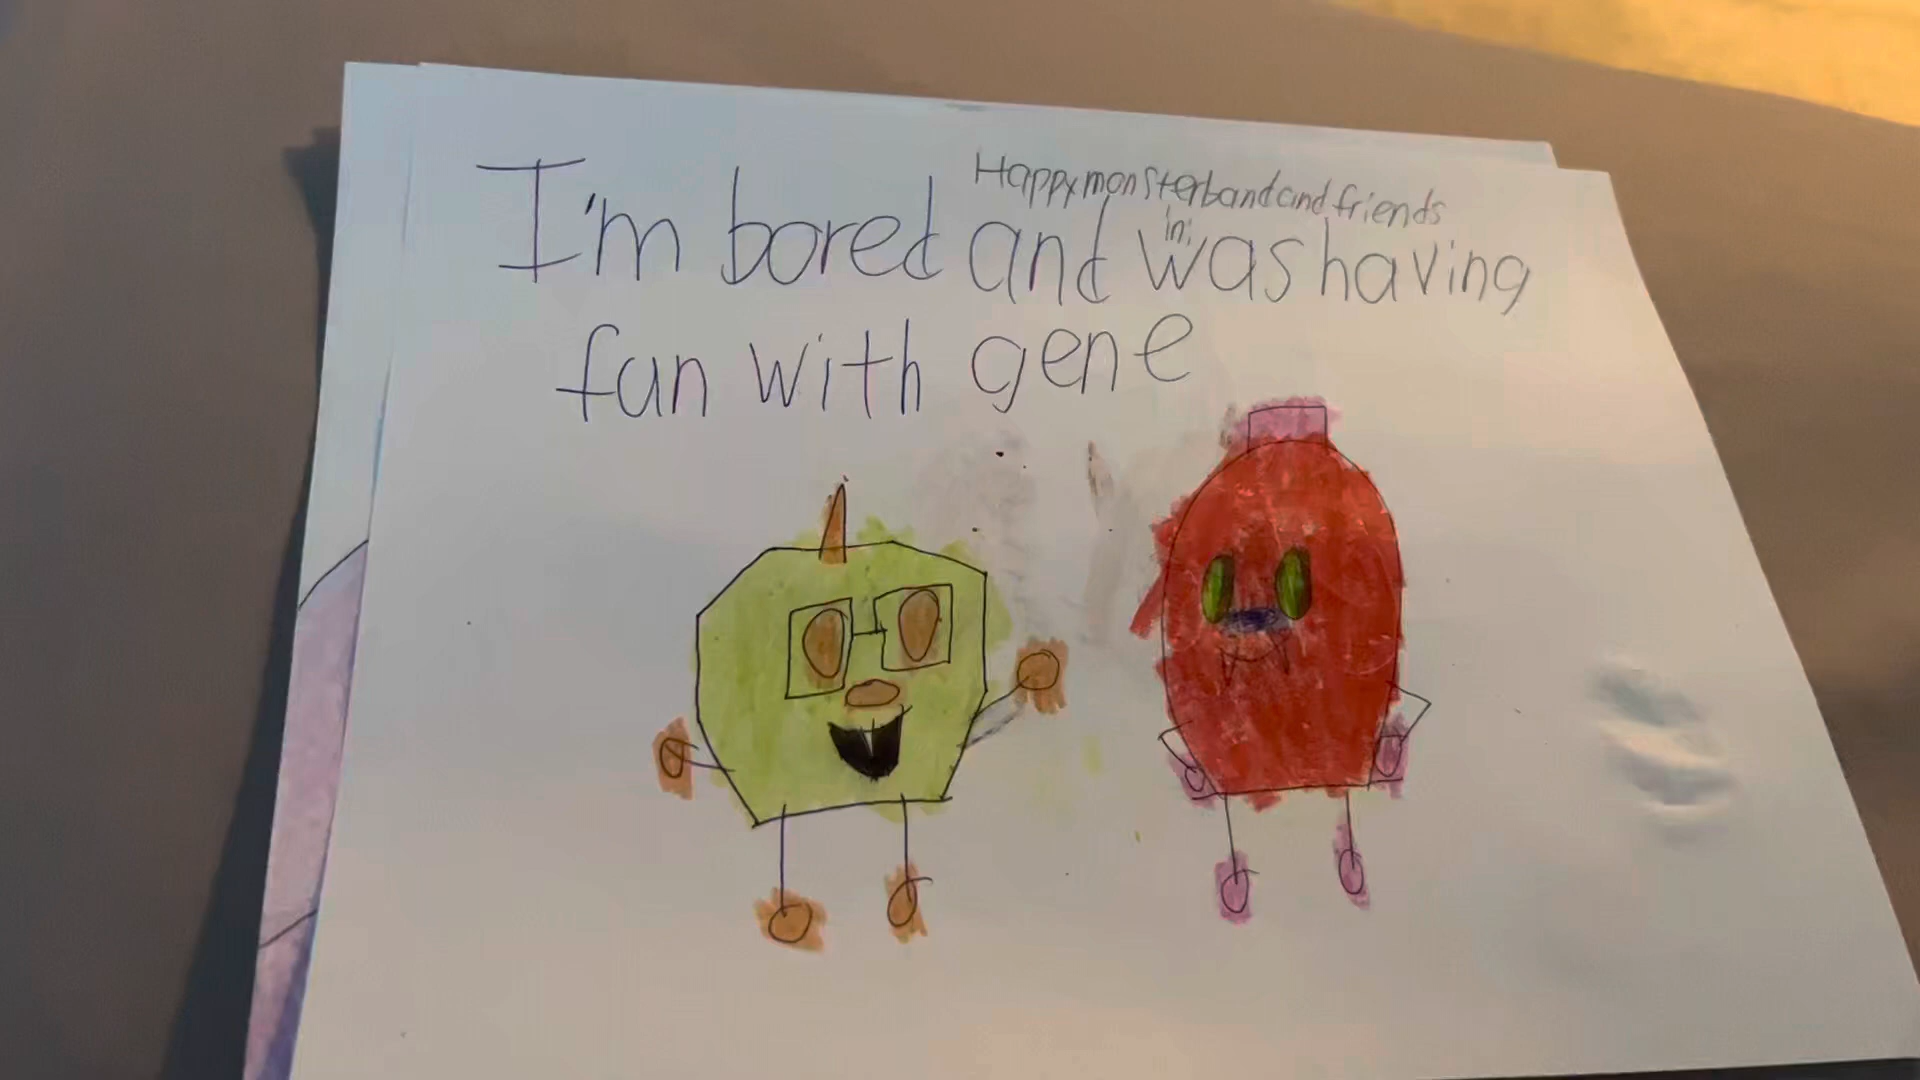 Happymonsterbandandfriends
in:
I'm bored and was having
fun with gene